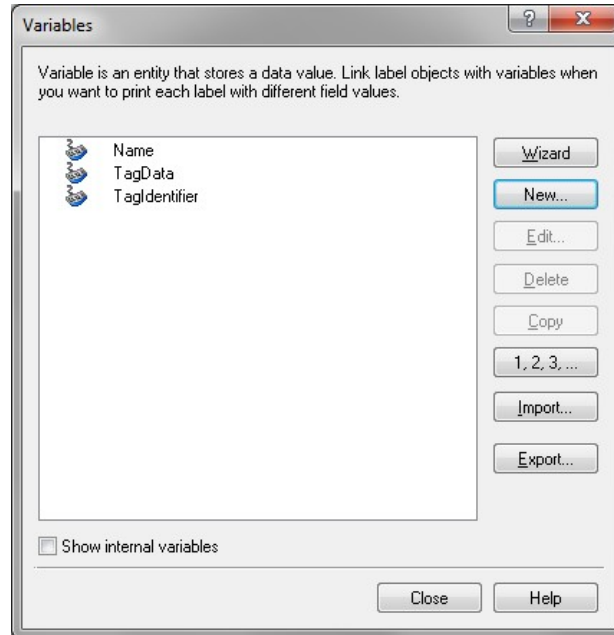 Variables
Variable is an entity that stores a data value. Link label objects with variables when
you want to print each label with different field values.
Name
TagData
TagIdentifier
Wizard
New...
Edit...
Delete
Copy
1, 2, 3, ...
Import...
Export...
Show internal variables
Close
Help